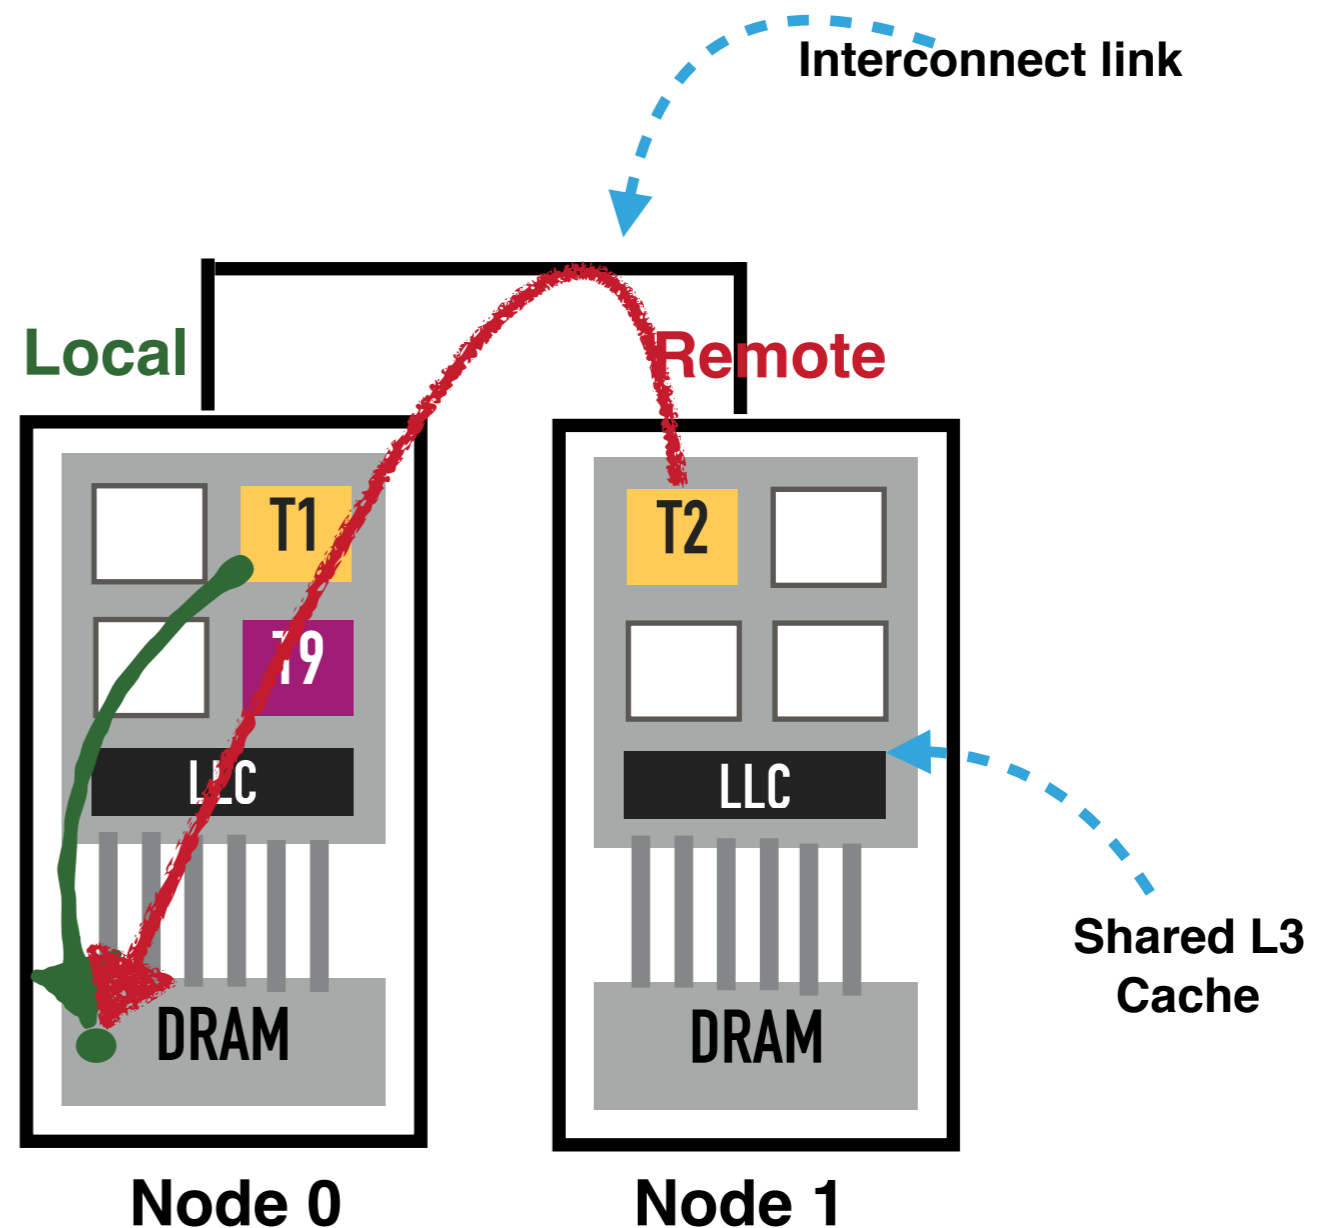 Interconnect link
Local
Remote
T1
T2
T9
LLC
LLC
Shared L3
Cache
DRAM
DRAM
Node 0
Node 1